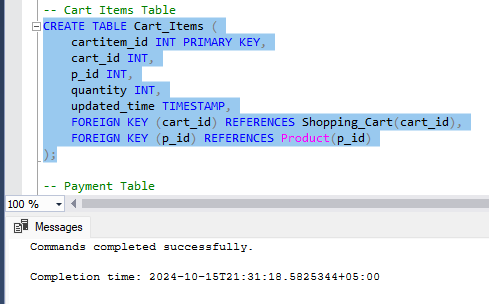 -- Cart Items Table
CREATE TABLE Cart_Items (
cartitem_id INT PRIMARY KEY,
cart_id INT,
p_id INT,
quantity INT,
updated_time TIMESTAMP,
FOREIGN KEY (cart_id) REFERENCES Shopping_Cart(cart_id),
FOREIGN KEY (p_id) REFERENCES Product(p_id)
);
-- Payment Table
100 %
Messages
Commands completed successfully.
Completion time: 2024-10-15T21:31:18.5825344+05:00